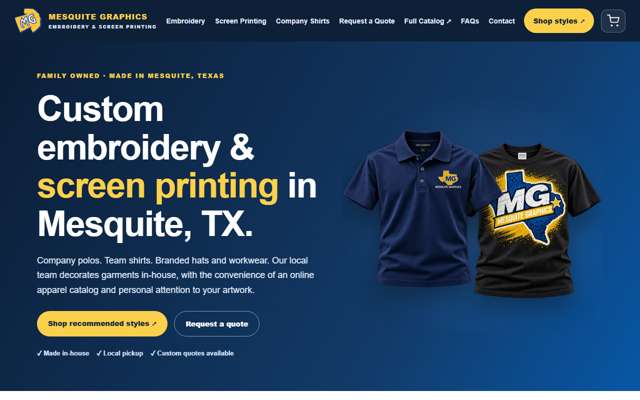 MG
MESQUITE GRAPHICS
EMBROIDERY & SCREEN PRINTING
Embroidery
Screen Printing
Company Shirts
Request a Quote
Full Catalog ↗
FAQs
Contact
Shop styles ↗
FAMILY OWNED · MADE IN MESQUITE, TEXAS
Custom
embroidery &
screen printing in
Mesquite, TX.
Company polos. Team shirts. Branded hats and workwear. Our local
team decorates garments in-house, with the convenience of an online
apparel catalog and personal attention to your artwork.
Shop recommended styles ↗
Request a quote
✓ Made in-house
✓ Local pickup
✓ Custom quotes available
MG
MESQUITE GRAPHICS
MG
MESQUITE GRAPHICS